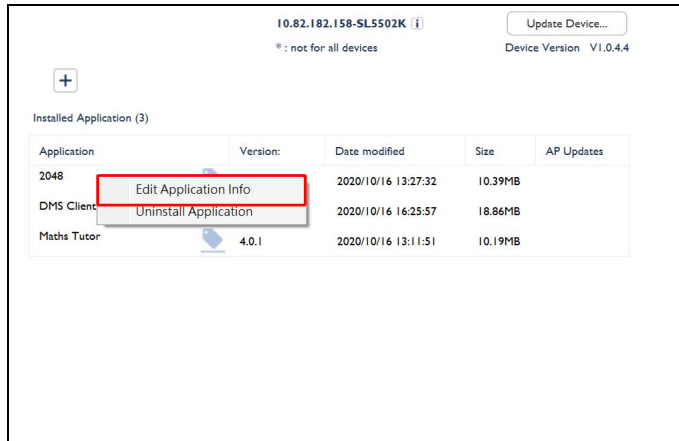 10.82.182.158-SL5502K i Update Device...
* : not for all devices Device Version V1.0.4.4
+
Installed Application (3)
Application Version: Date modified Size AP Updates
2048 2020/10/16 13:27:32 10.39MB
Edit Application Info
DMS Client 2020/10/16 16:25:57 18.86MB
Uninstall Application
Maths Tutor 4.0.1 2020/10/16 13:11:51 10.19MB